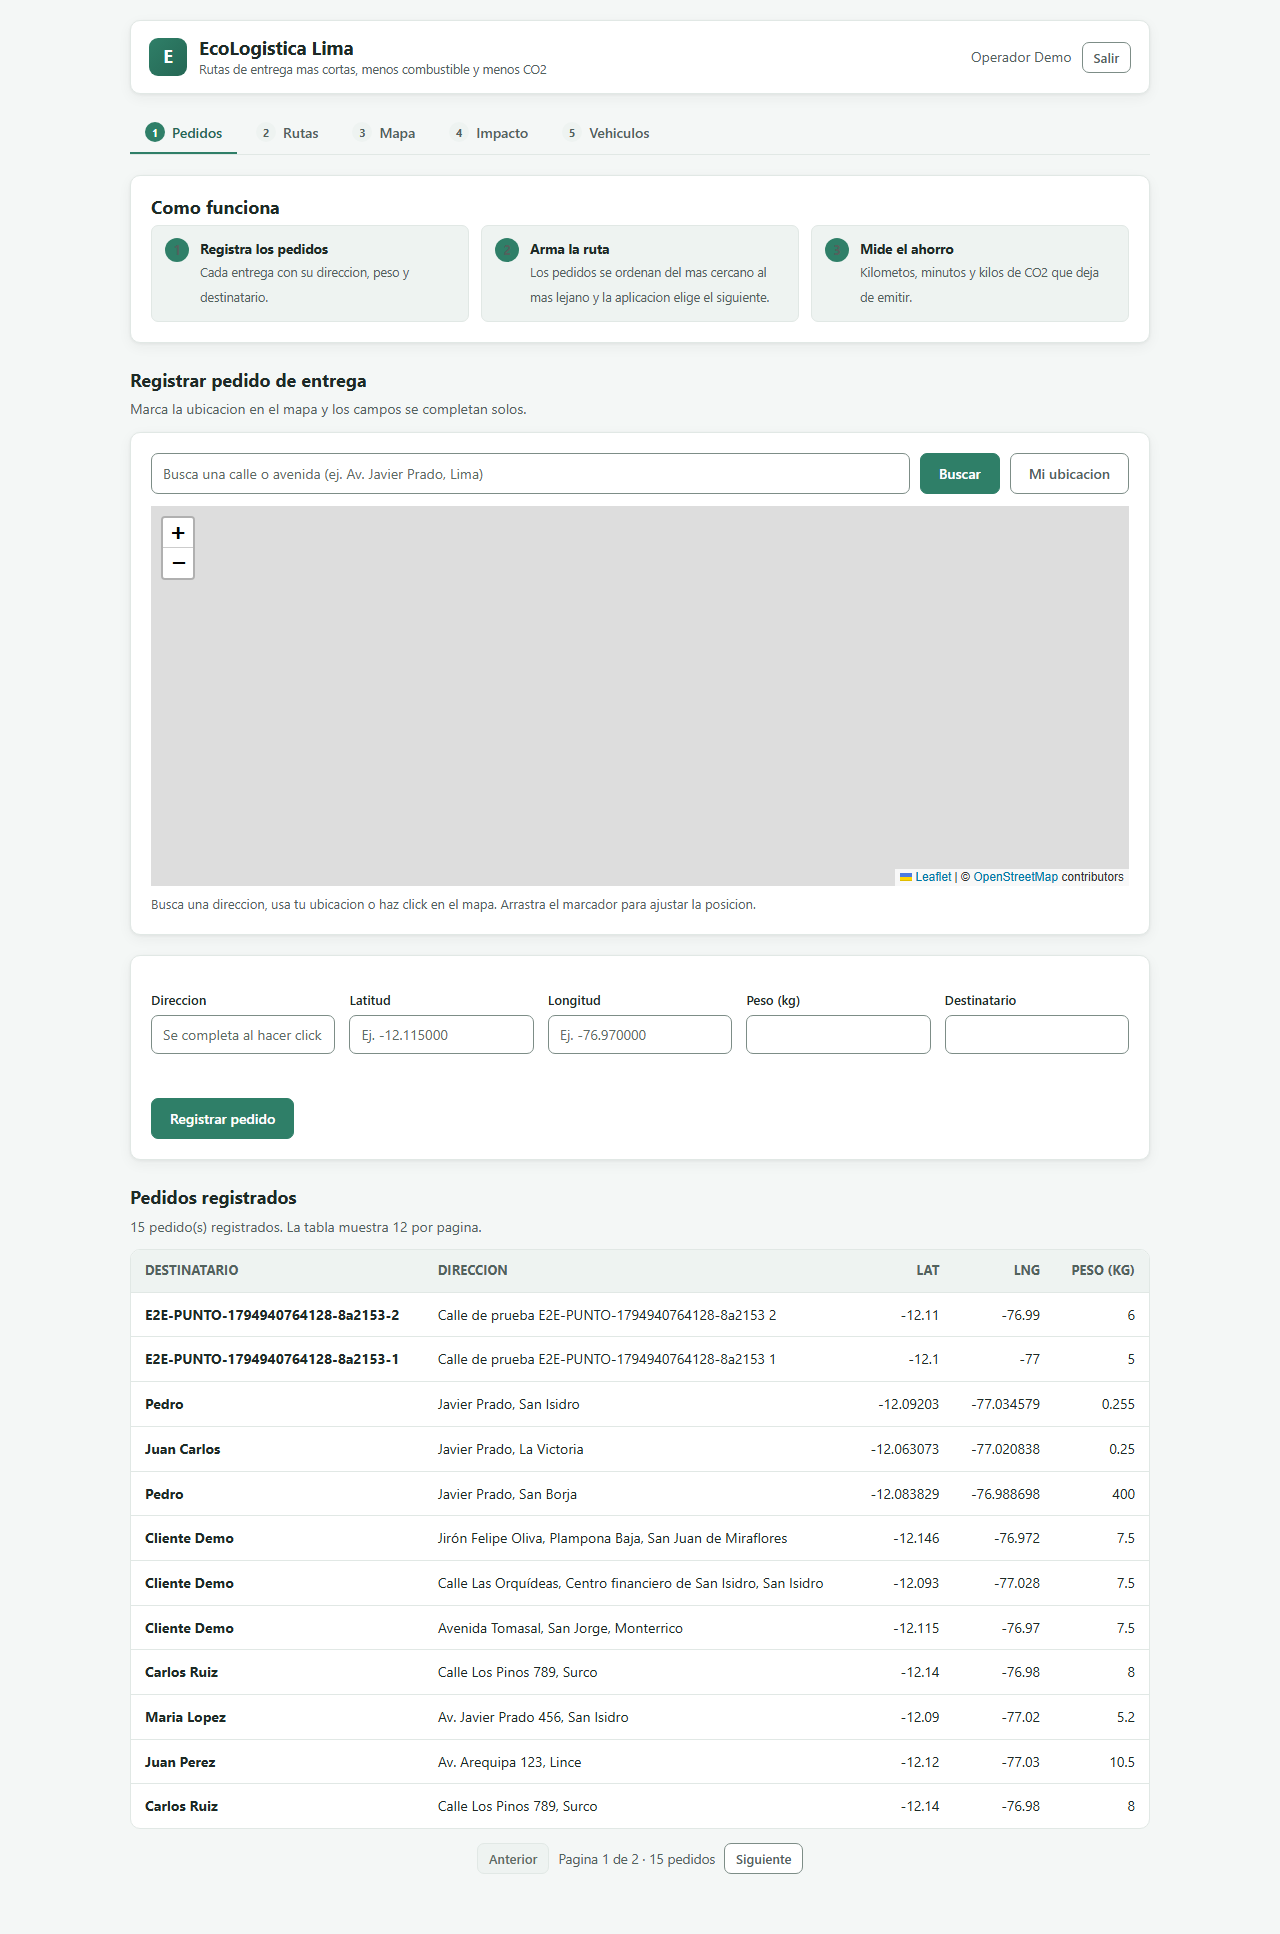 E
EcoLogistica Lima
Rutas de entrega mas cortas, menos combustible y menos CO2
Operador Demo
Salir
1 Pedidos
2 Rutas
3 Mapa
4 Impacto
5 Vehiculos
Como funciona
1 Registra los pedidos
Cada entrega con su direccion, peso y
destinatario.
2 Arma la ruta
Los pedidos se ordenan del mas cercano al
mas lejano y la aplicacion elige el siguiente.
3 Mide el ahorro
Kilometos, minutos y kilos de CO2 que deja
de emitir.
Registrar pedido de entrega
Marca la ubicacion en el mapa y los campos se completan solos.
Busca una calle o avenida (ej. Av. Javier Prado, Lima)
Buscar
Mi ubicacion
+
−
Leaflet | © OpenStreetMap contributors
Busca una direccion, usa tu ubicacion o haz click en el mapa. Arrastra el marcador para ajustar la posicion.
Direccion
Se completa al hacer click
Latitud
Ej. -12.115000
Longitud
Ej. -76.970000
Peso (kg)
Destinatario
Registrar pedido
Pedidos registrados
15 pedido(s) registrados. La tabla muestra 12 por pagina.
DESTINATARIO DIRECCION LAT LNG PESO (KG)
E2E-PUNTO-1794940764128-8a2153-2 Calle de prueba E2E-PUNTO-1794940764128-8a2153 2 -12.11 -76.99 6
E2E-PUNTO-1794940764128-8a2153-1 Calle de prueba E2E-PUNTO-1794940764128-8a2153 1 -12.1 -77 5
Pedro Javier Prado, San Isidro -12.09203 -77.034579 0.255
Juan Carlos Javier Prado, La Victoria -12.063073 -77.020838 0.25
Pedro Javier Prado, San Borja -12.083829 -76.988698 400
Cliente Demo Jirón Felipe Oliva, Plampona Baja, San Juan de Miraflores -12.146 -76.972 7.5
Cliente Demo Calle Las Orquídeas, Centro financiero de San Isidro, San Isidro -12.093 -77.028 7.5
Cliente Demo Avenida Tomasal, San Jorge, Monterrico -12.115 -76.97 7.5
Carlos Ruiz Calle Los Pinos 789, Surco -12.14 -76.98 8
Maria Lopez Av. Javier Prado 456, San Isidro -12.09 -77.02 5.2
Juan Perez Av. Arequipa 123, Lince -12.12 -77.03 10.5
Carlos Ruiz Calle Los Pinos 789, Surco -12.14 -76.98 8
Anterior
Pagina 1 de 2 · 15 pedidos
Siguiente